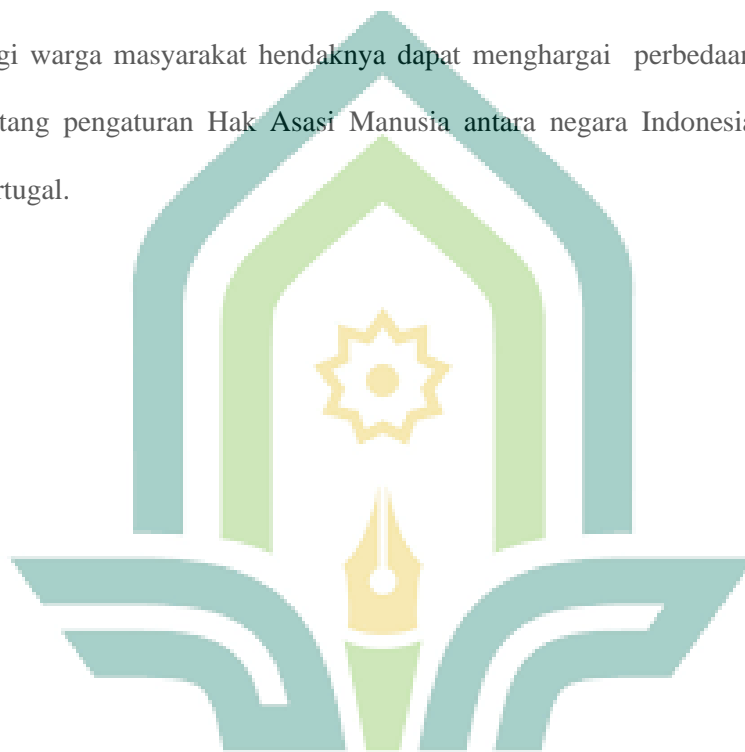 gi warga masyarakat hendaknya dapat menghargai perbedaan
tang pengaturan Hak Asasi Manusia antara negara Indonesia
rtugal.